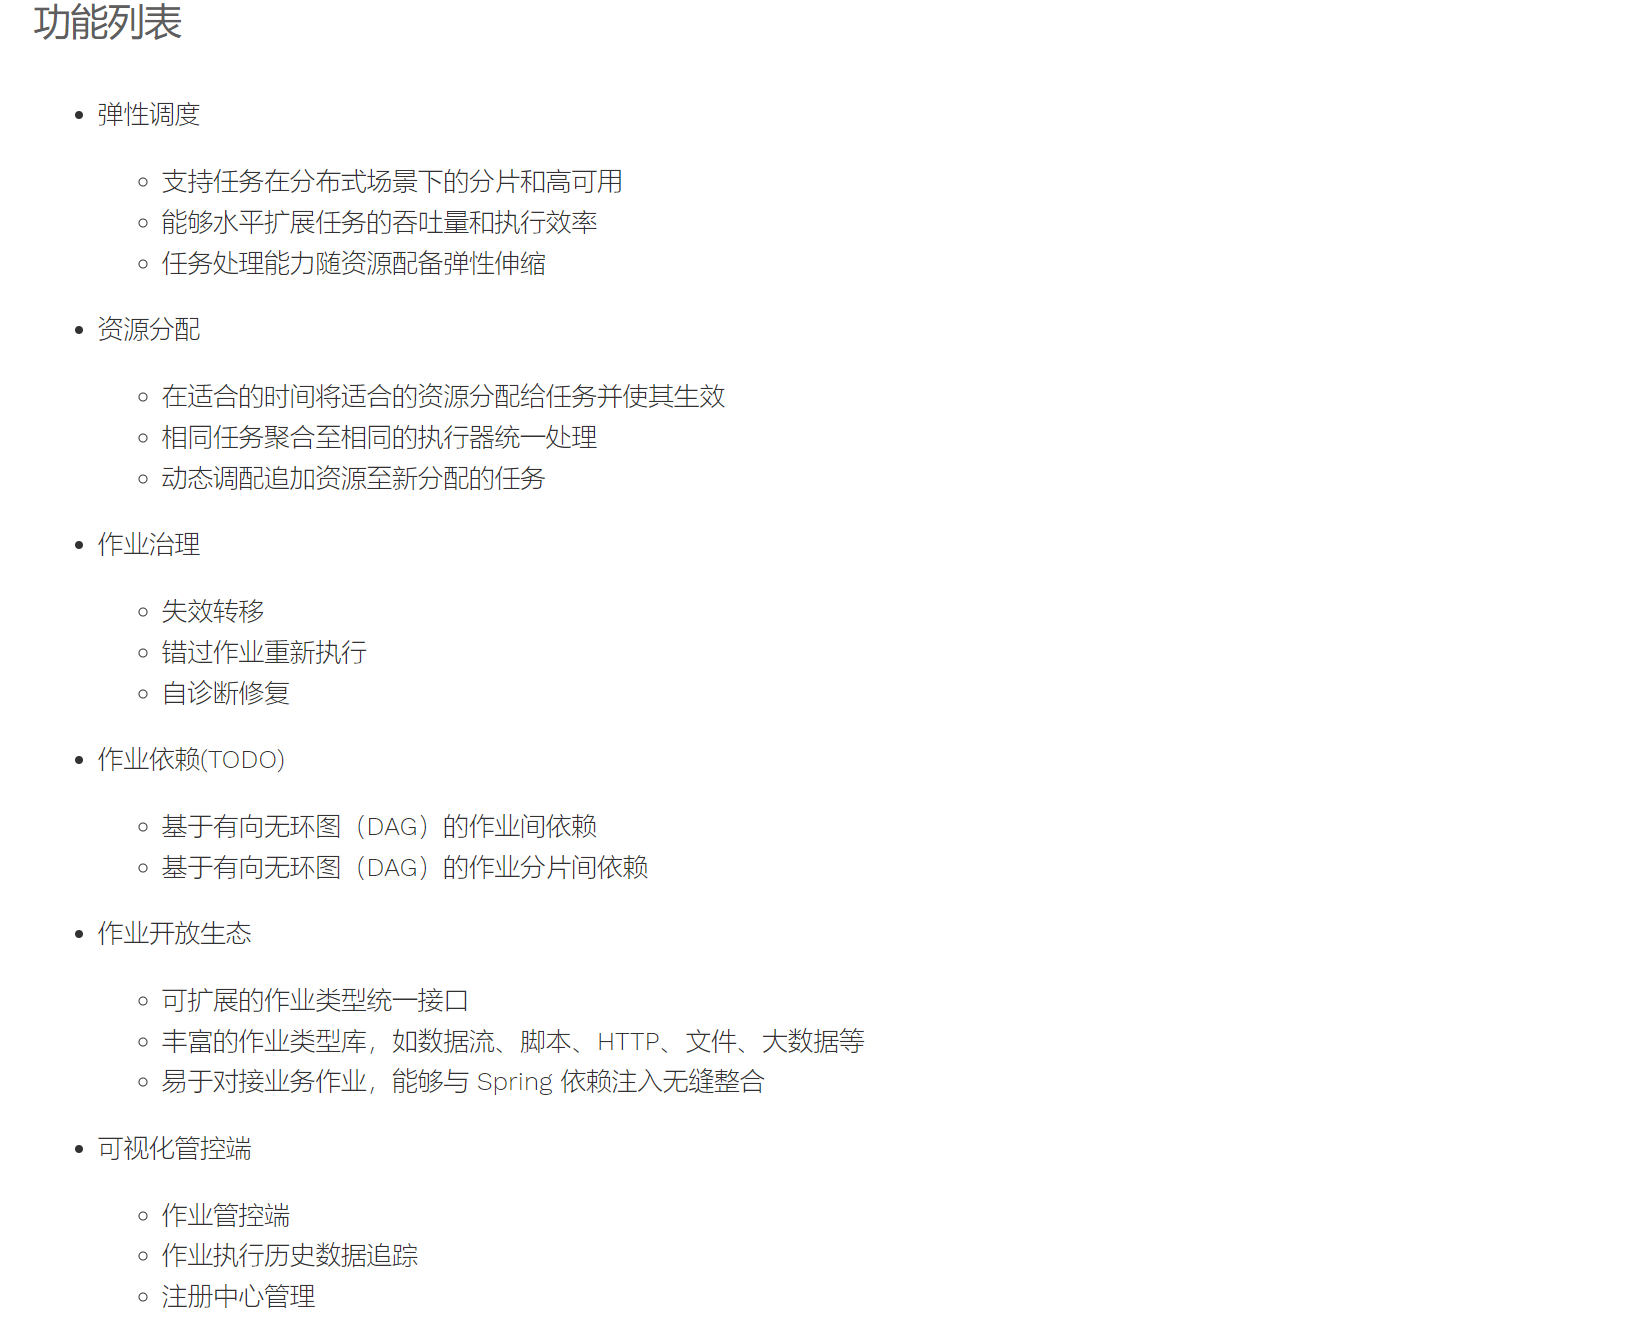 功能列表
弹性调度
支持任务在分布式场景下的分片和高可用
能够水平扩展任务的吞吐量和执行效率
任务处理能力随资源配备弹性伸缩
资源分配
在适合的时间将适合的资源分配给任务并使其生效
相同任务聚合至相同的执行器统一处理
动态调配追加资源至新分配的任务
作业治理
失效转移
错过作业重新执行
自诊断修复
作业依赖(TODO)
基于有向无环图（DAG）的作业间依赖
基于有向无环图（DAG）的作业分片间依赖
作业开放生态
可扩展的作业类型统一接口
丰富的作业类型库，如数据流、脚本、HTTP、文件、大数据等
易于对接业务作业，能够与 Spring 依赖注入无缝整合
可视化管控端
作业管控端
作业执行历史数据追踪
注册中心管理